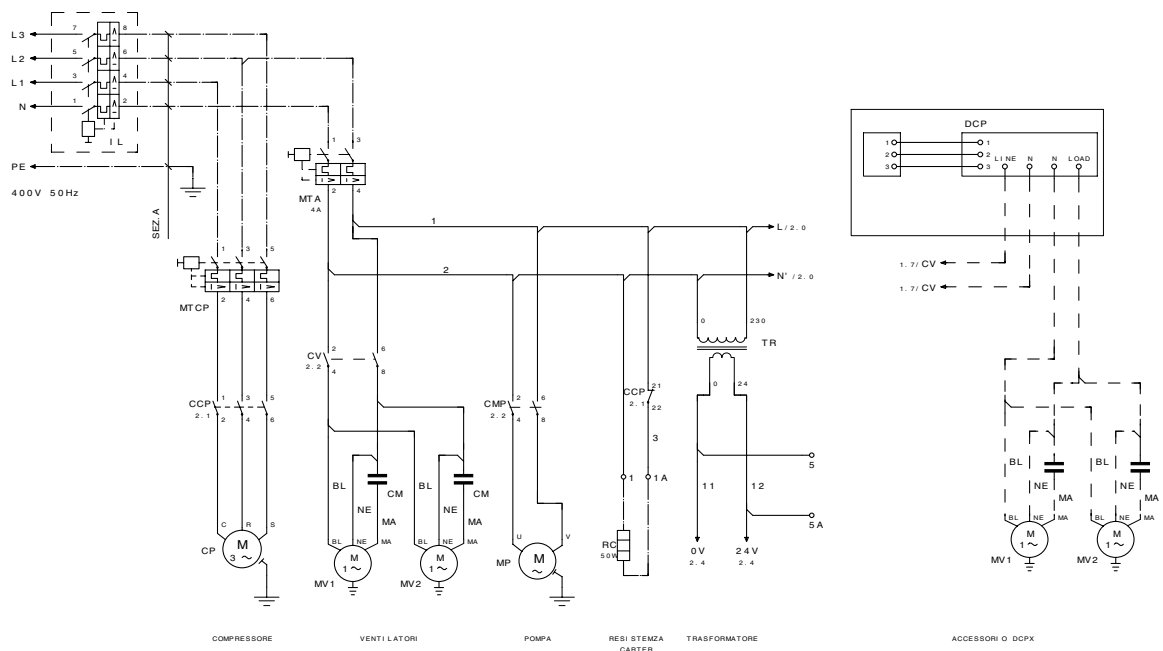 7 8
L3
5 6
L2
3 4
L1
1 2
N
I L
PE
400V 50Hz
SEZ. A
1 3
2 4
MTA
4A
1
L / 2. 0
2
N' / 2. 0
1 3 5
MTCP
2 4 6
0 230
TR
0 24
CV
2. 2
2 6
4 8
CCP
2. 1
1 3 5
2 4 6
CMP
2. 2
2 6
4 8
CCP
2. 1
21
22
3
1 1A
5
11 12
5A
BL BL
CM CM
NE NE
MA MA
C R S
CP
M
3 ~
BL NE MA
M
1 ~
MV1
BL NE MA
M
1 ~
MV2
U V
MP
M
~
RC
50W
0V 24V
2. 4 2. 4
DCP
1 1
2 2
3 3
LINE N N LOAD
1. 7/ CV
1. 7/ CV
BL BL
NE NE
MA MA
BL NE MA
M
1 ~
MV1
BL NE MA
M
1 ~
MV2
COMPRESSORE VENTILATORI POMPA RESISTEMZA TRASFORMATORE ACCESSORIO DCPX
CARTER